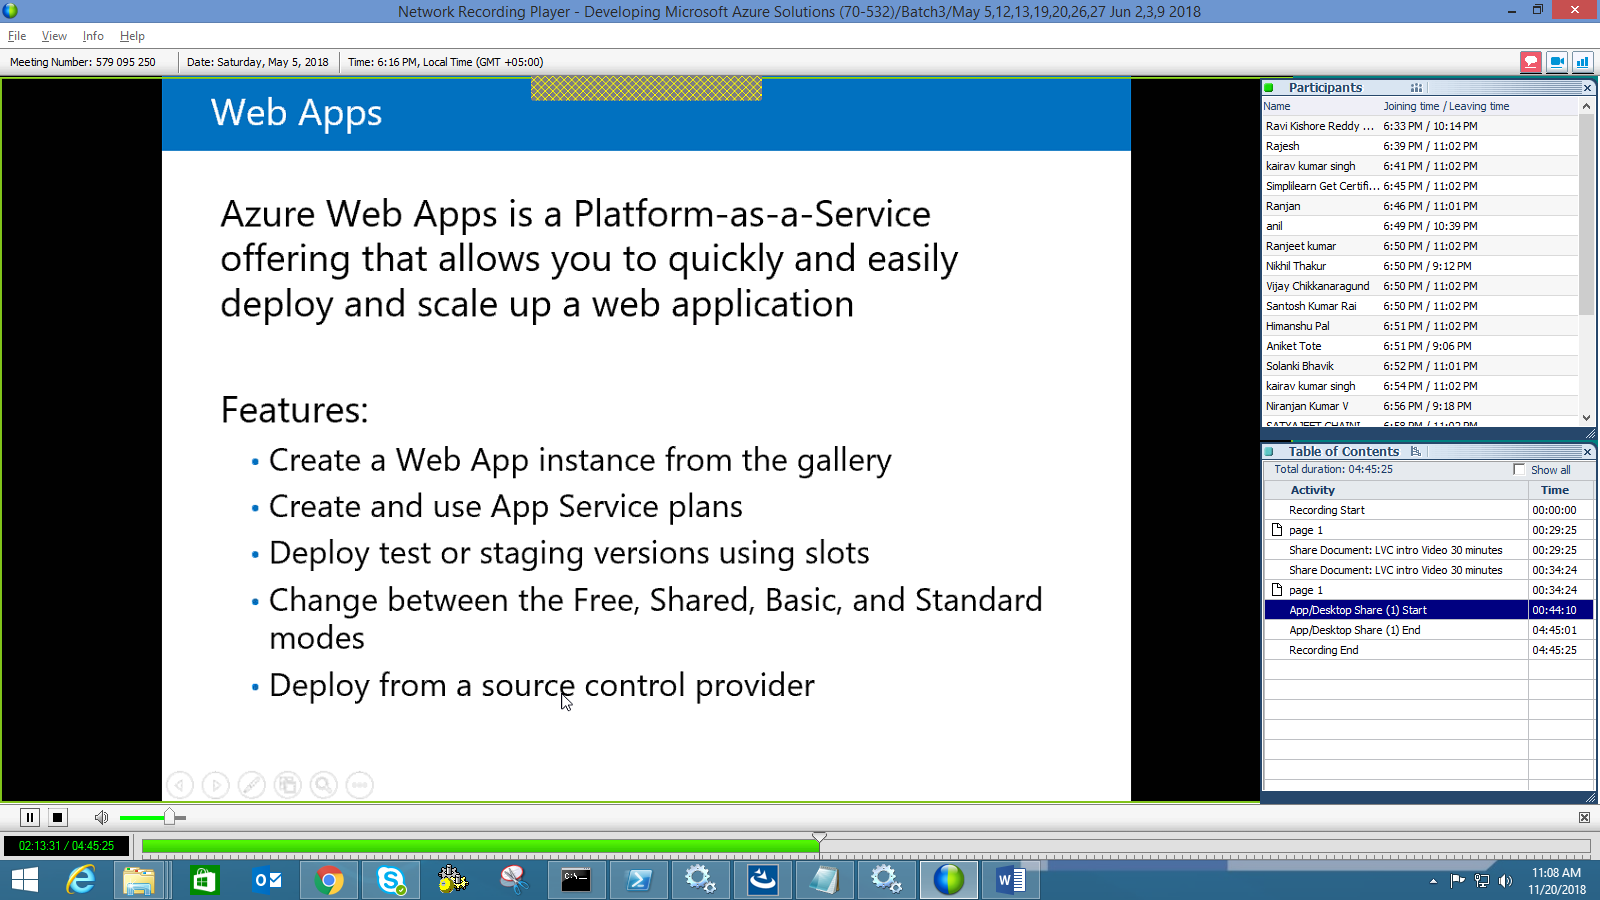 Network Recording Player - Developing Microsoft Azure Solutions (70-532)/Batch3/May 5,12,13,19,20,26,27 Jun 2,3,9 2018
File View Info Help
Meeting Number: 579 095 250 Date: Saturday, May 5, 2018 Time: 6:16 PM, Local Time (GMT +05:00)
Web Apps
Azure Web Apps is a Platform-as-a-Service
offering that allows you to quickly and easily
deploy and scale up a web application
Features:
• Create a Web App instance from the gallery
• Create and use App Service plans
• Deploy test or staging versions using slots
• Change between the Free, Shared, Basic, and Standard
modes
• Deploy from a source control provider
Participants
Name Joining time / Leaving time
Ravi Kishore Reddy ... 6:33 PM / 10:14 PM
Rajesh 6:39 PM / 11:02 PM
kairav kumar singh 6:41 PM / 11:02 PM
Simplilearn Get Certifi... 6:45 PM / 11:02 PM
Ranjan 6:46 PM / 11:01 PM
anil 6:49 PM / 10:39 PM
Ranjeet kumar 6:50 PM / 11:02 PM
Nikhil Thakur 6:50 PM / 9:12 PM
Vijay Chikkanaragund 6:50 PM / 11:02 PM
Santosh Kumar Rai 6:50 PM / 11:02 PM
Himanshu Pal 6:51 PM / 11:02 PM
Aniket Tote 6:51 PM / 9:06 PM
Solanki Bhavik 6:52 PM / 11:01 PM
kairav kumar singh 6:54 PM / 11:02 PM
Niranjan Kumar V 6:56 PM / 9:18 PM
SATYAJEET CHAINI 6:58 PM / 11:02 PM
Table of Contents
Total duration: 04:45:25 Show all
Activity Time
Recording Start 00:00:00
page 1 00:29:25
Share Document: LVC intro Video 30 minutes 00:29:25
Share Document: LVC intro Video 30 minutes 00:34:24
page 1 00:34:24
App/Desktop Share (1) Start 00:44:10
App/Desktop Share (1) End 04:45:01
Recording End 04:45:25
02:13:31 / 04:45:25
11:08 AM
11/20/2018